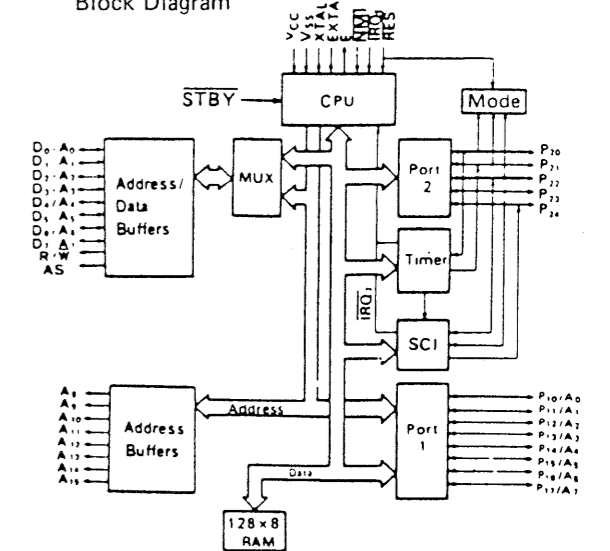 Block Diagram
VCC
VSS
XTAL
EXTAL
E
NMI
IRQ1
RES
STBY
CPU
Mode
D0/A0
D1/A1
D2/A2
D3/A3
D4/A4
D5/A5
D6/A6
D7/A7
R/W
AS
Address/
Data
Buffers
MUX
Port
2
P20
P21
P22
P23
P24
Timer
IRQ2
SCI
A8
A9
A10
A11
A12
A13
A14
A15
Address
Buffers
Address
Data
Port
1
P10/A0
P11/A1
P12/A2
P13/A3
P14/A4
P15/A5
P16/A6
P17/A7
128×8
RAM